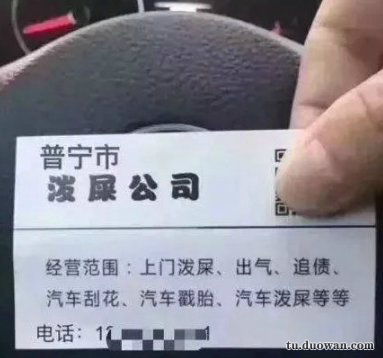 普宁市
泼屎公司
经营范围：上门泼屎、出气、追债、
汽车刮花、汽车戳胎、汽车泼屎等等
电话：1
tu.duowan.com